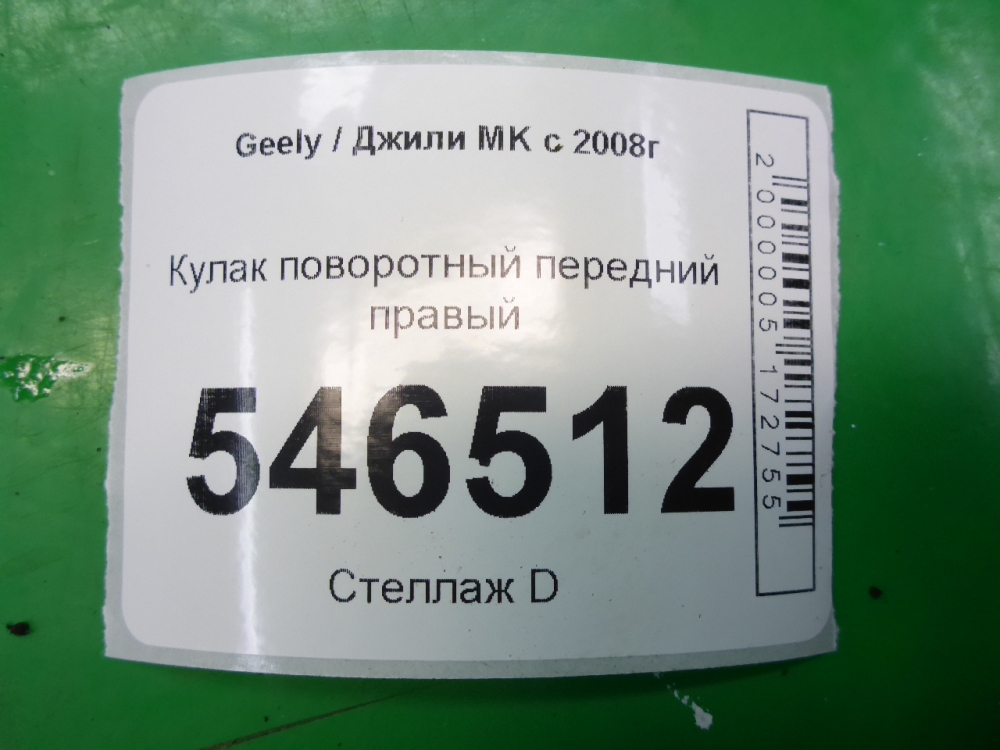 Geely / Джили MK с 2008г
Кулак поворотный передний
правый
546512
Стеллаж D
2000005172755